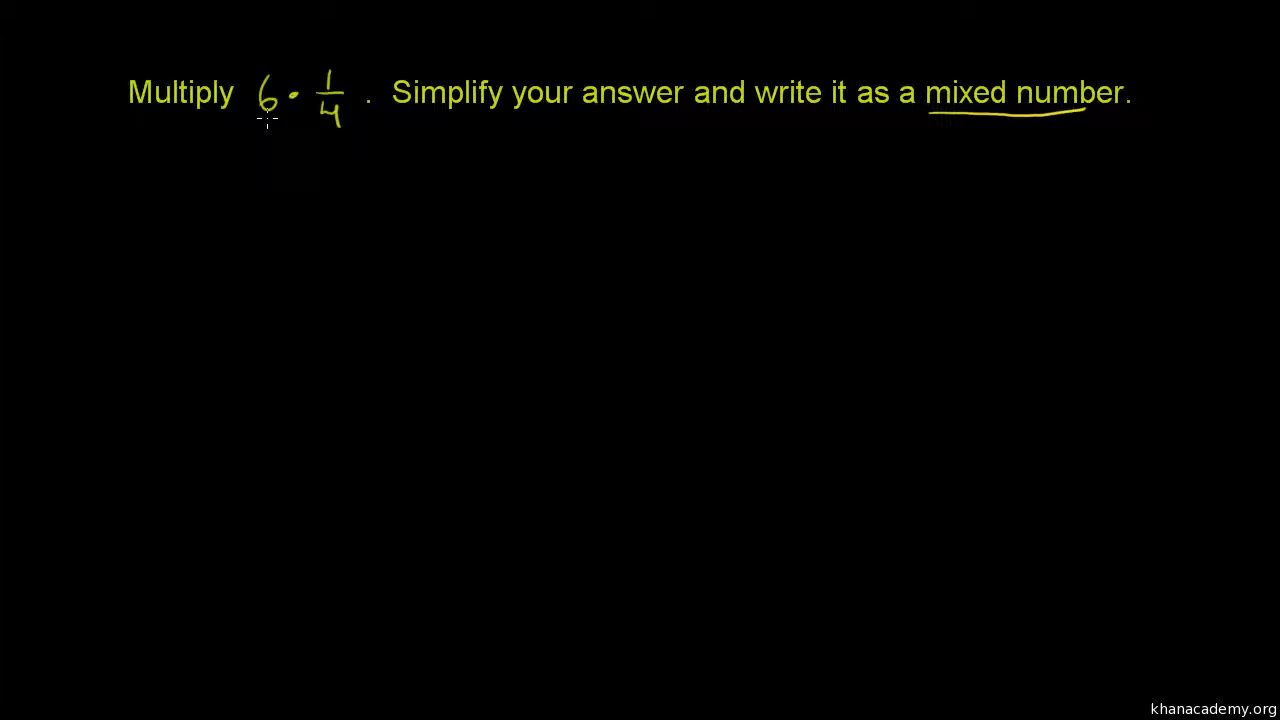 Multiply 6 · 1/4 . Simplify your answer and write it as a mixed number.
khanacademy.org